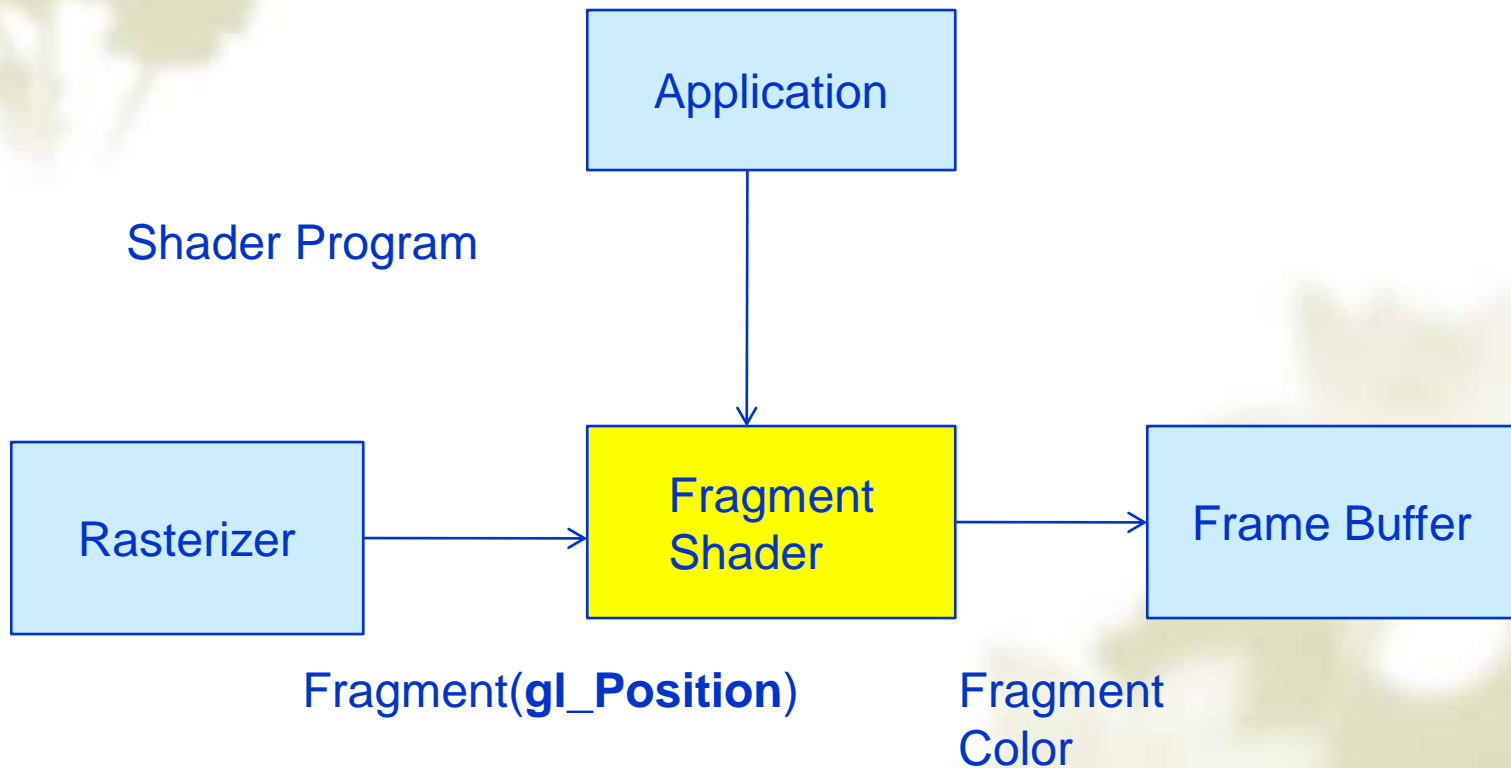 Application
Shader Program
Rasterizer
Fragment
Shader
Frame Buffer
Fragment(gl_Position)
Fragment
Color